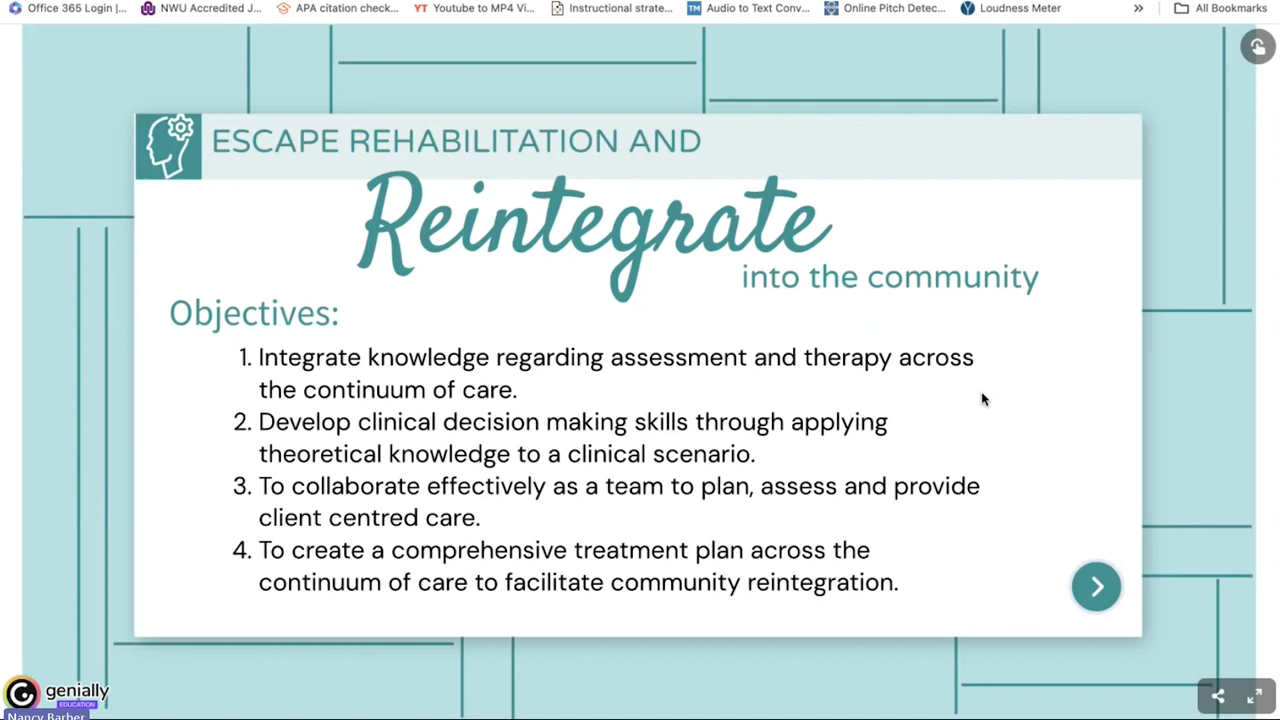 Office 365 Login |...
NWU Accredited J...
APA citation check...
YT Youtube to MP4 Vi...
Instructional strate...
TM Audio to Text Conv...
Online Pitch Detec...
Y Loudness Meter
»
All Bookmarks
ESCAPE REHABILITATION AND
Reintegrate
into the community
Objectives:
1. Integrate knowledge regarding assessment and therapy across
the continuum of care.
2. Develop clinical decision making skills through applying
theoretical knowledge to a clinical scenario.
3. To collaborate effectively as a team to plan, assess and provide
client centred care.
4. To create a comprehensive treatment plan across the
continuum of care to facilitate community reintegration.
genially
EDUCATION
Nancy Barber